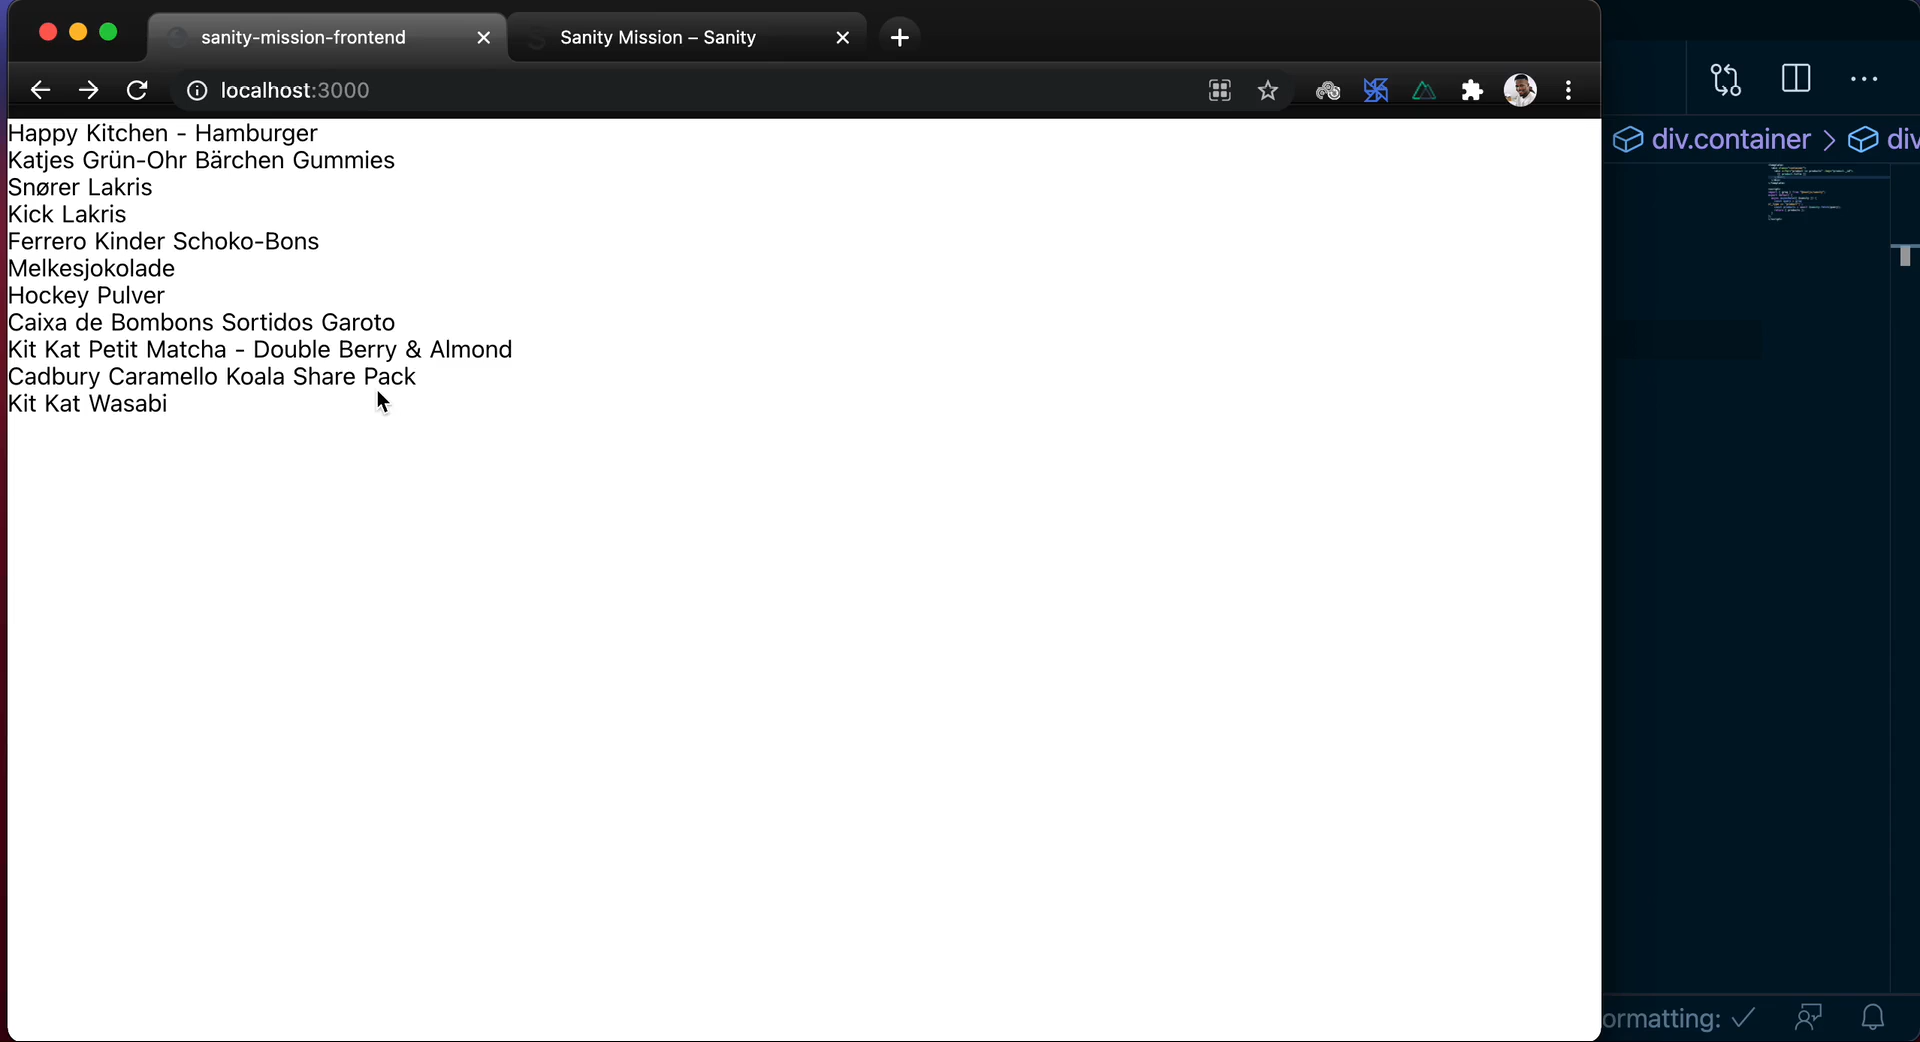 sanity-mission-frontend
Sanity Mission – Sanity
localhost:3000
div.container
div
Happy Kitchen - Hamburger
Katjes Grün-Ohr Bärchen Gummies
Snører Lakris
Kick Lakris
Ferrero Kinder Schoko-Bons
Melkesjokolade
Hockey Pulver
Caixa de Bombons Sortidos Garoto
Kit Kat Petit Matcha - Double Berry & Almond
Cadbury Caramello Koala Share Pack
Kit Kat Wasabi
ormatting: